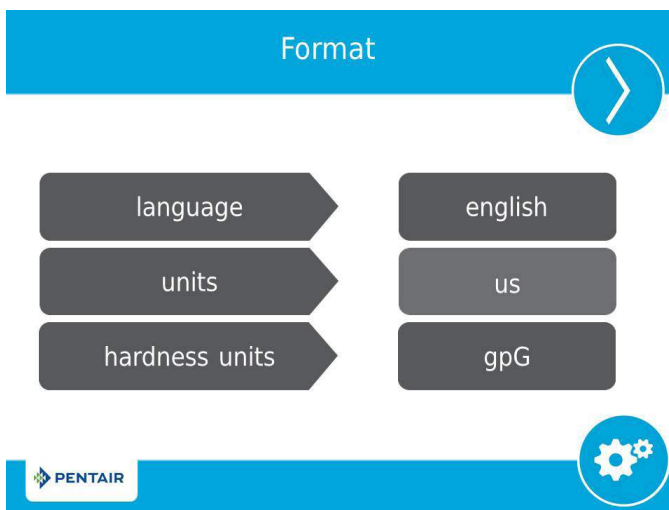 Format
language
english
units
us
hardness units
gpG
PENTAIR